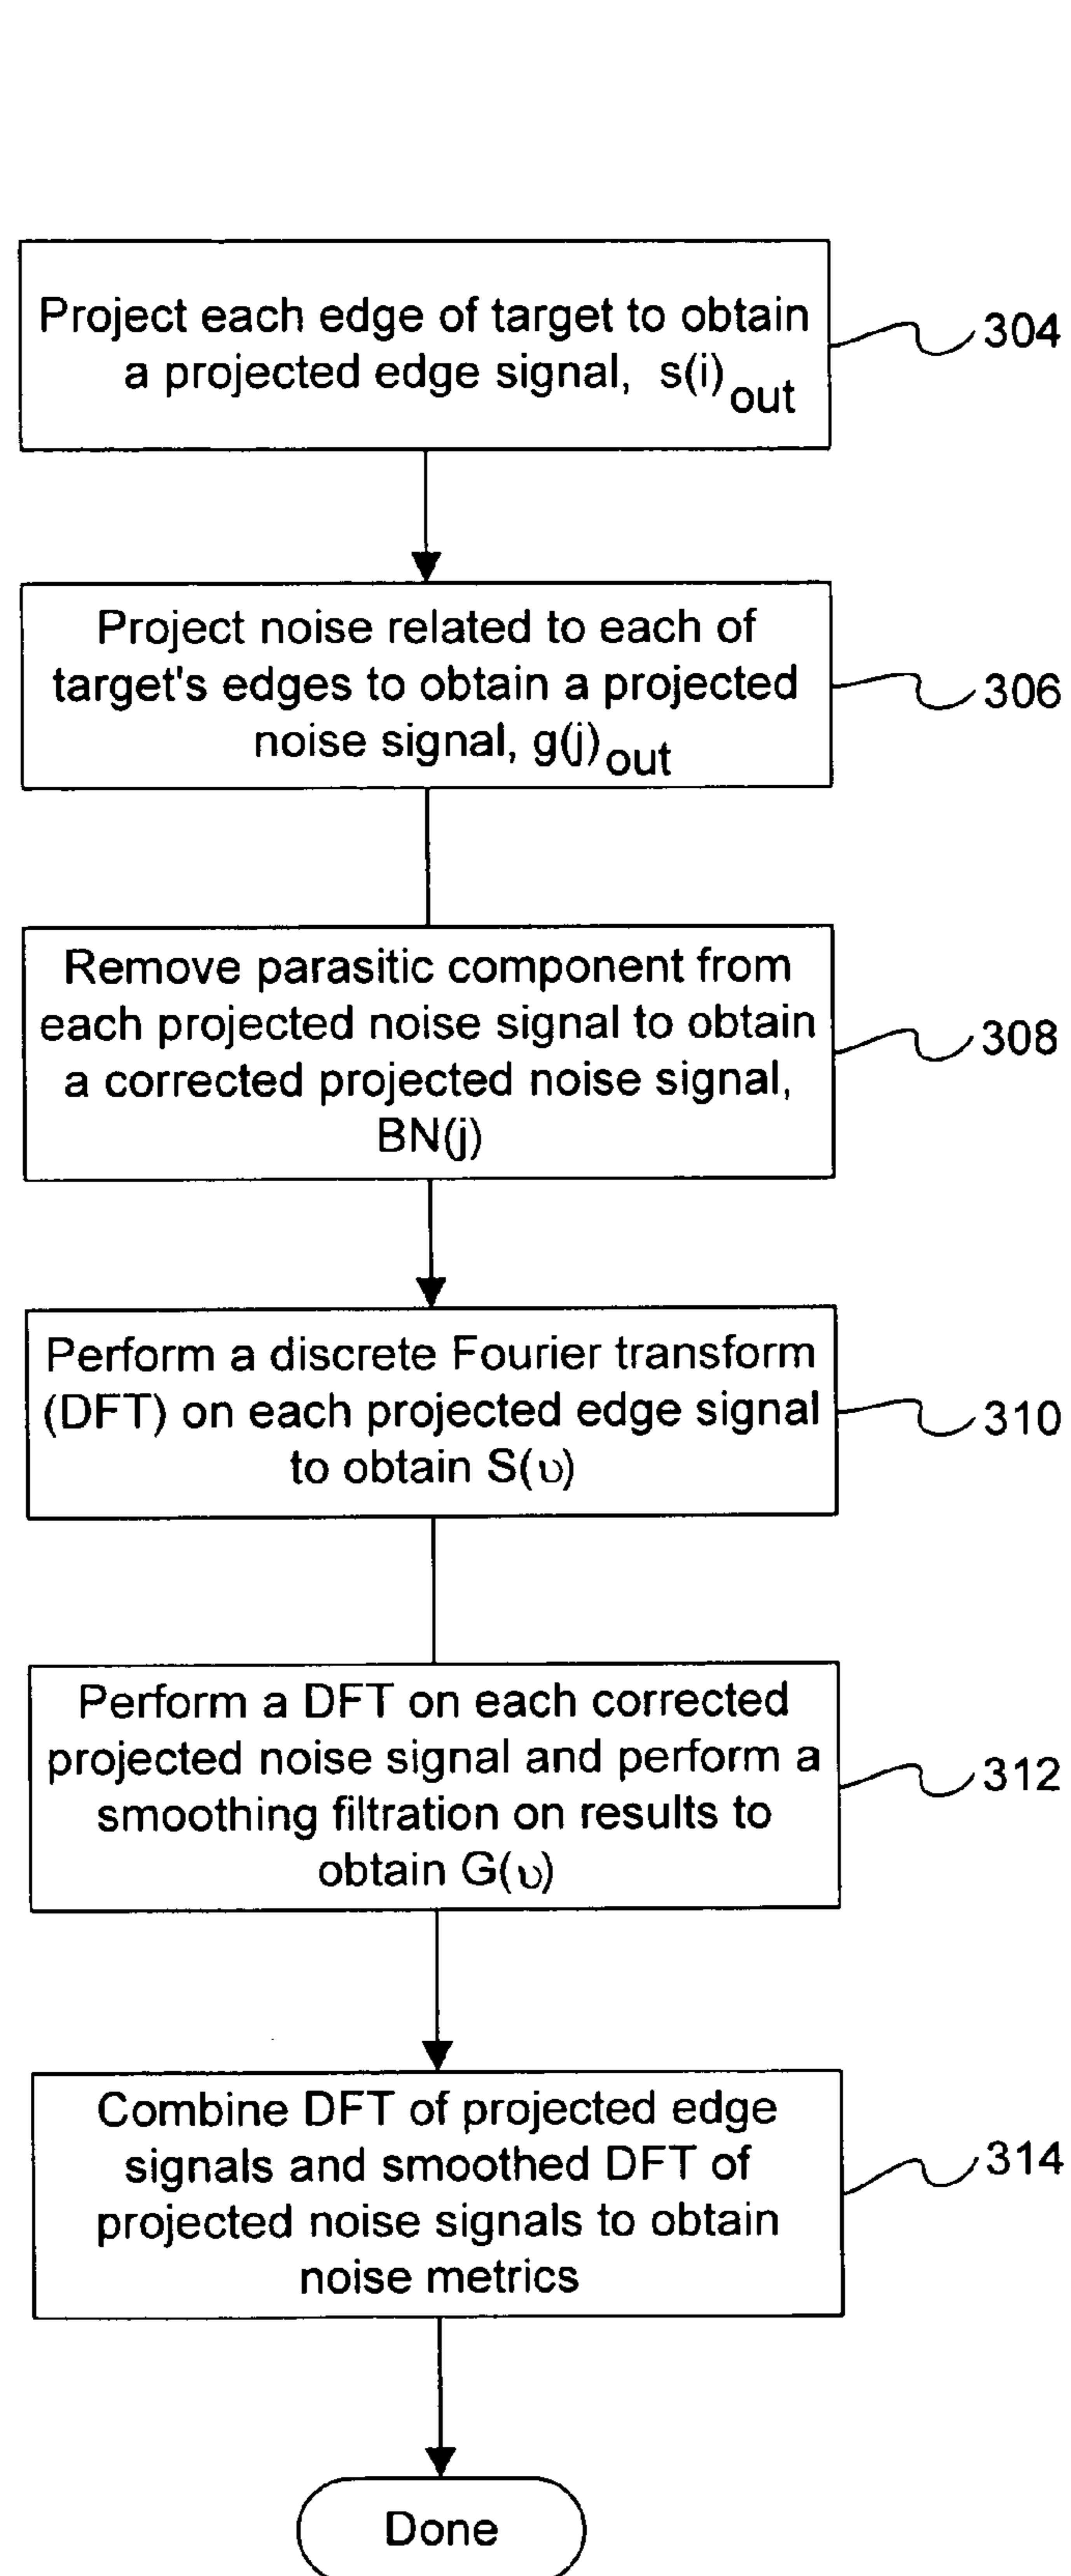 Project each edge of target to obtain
a projected edge signal, s(i)out
304
Project noise related to each of
target's edges to obtain a projected
noise signal, g(j)out
306
Remove parasitic component from
each projected noise signal to obtain
a corrected projected noise signal,
BN(j)
308
Perform a discrete Fourier transform
(DFT) on each projected edge signal
to obtain S(υ)
310
Perform a DFT on each corrected
projected noise signal and perform a
smoothing filtration on results to
obtain G(υ)
312
Combine DFT of projected edge
signals and smoothed DFT of
projected noise signals to obtain
noise metrics
314
Done